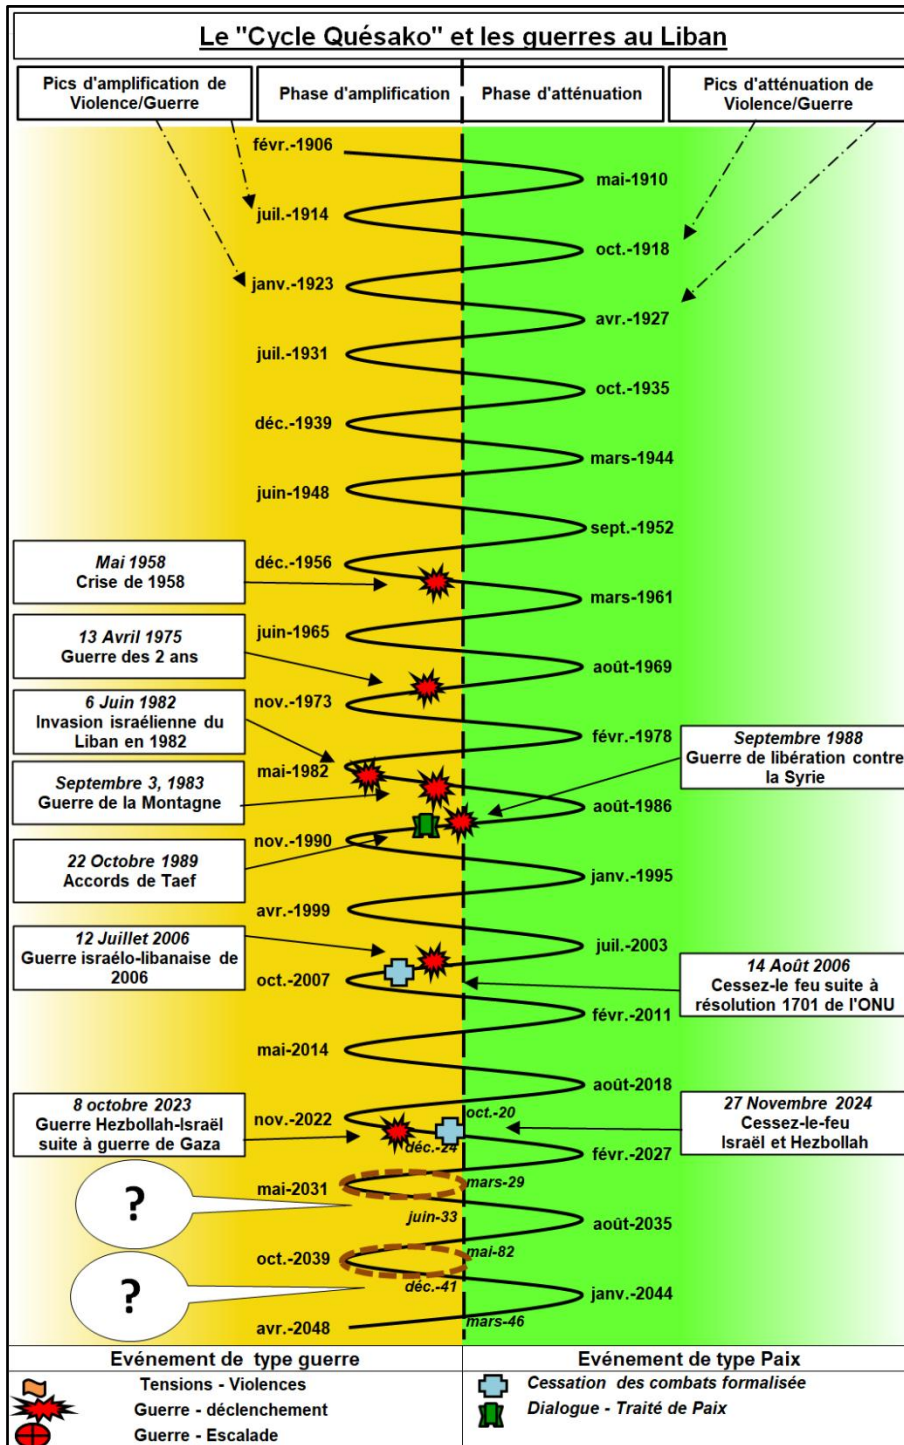 Le "Cycle Quésako" et les guerres au Liban
Pics d'amplification de
Violence/Guerre
Phase d'amplification
Phase d'atténuation
Pics d'atténuation de
Violence/Guerre
févr.-1906
mai-1910
juil.-1914
oct.-1918
janv.-1923
avr.-1927
juil.-1931
oct.-1935
déc.-1939
mars-1944
juin-1948
sept.-1952
déc.-1956
Mai 1958
Crise de 1958
mars-1961
juin-1965
13 Avril 1975
Guerre des 2 ans
août-1969
nov.-1973
6 Juin 1982
Invasion israélienne du
Liban en 1982
févr.-1978
mai-1982
Septembre 1988
Guerre de libération contre
la Syrie
Septembre 3, 1983
Guerre de la Montagne
août-1986
nov.-1990
22 Octobre 1989
Accords de Taef
janv.-1995
avr.-1999
juil.-2003
12 Juillet 2006
Guerre israélo-libanaise de
2006
oct.-2007
14 Août 2006
Cessez-le feu suite à
résolution 1701 de l'ONU
févr.-2011
mai-2014
août-2018
8 octobre 2023
Guerre Hezbollah-Israël
suite à guerre de Gaza
nov.-2022
oct.-20
27 Novembre 2024
Cessez-le-feu
Israël et Hezbollah
déc.-24
févr.-2027
mai-2031
mars-29
?
juin-33
août-2035
oct.-2039
mai-82
?
déc.-41
janv.-2044
avr.-2048
mars-46
Evénement de type guerre
Evénement de type Paix
Tensions - Violences
Guerre - déclenchement
Guerre - Escalade
Cessation des combats formalisée
Dialogue - Traité de Paix